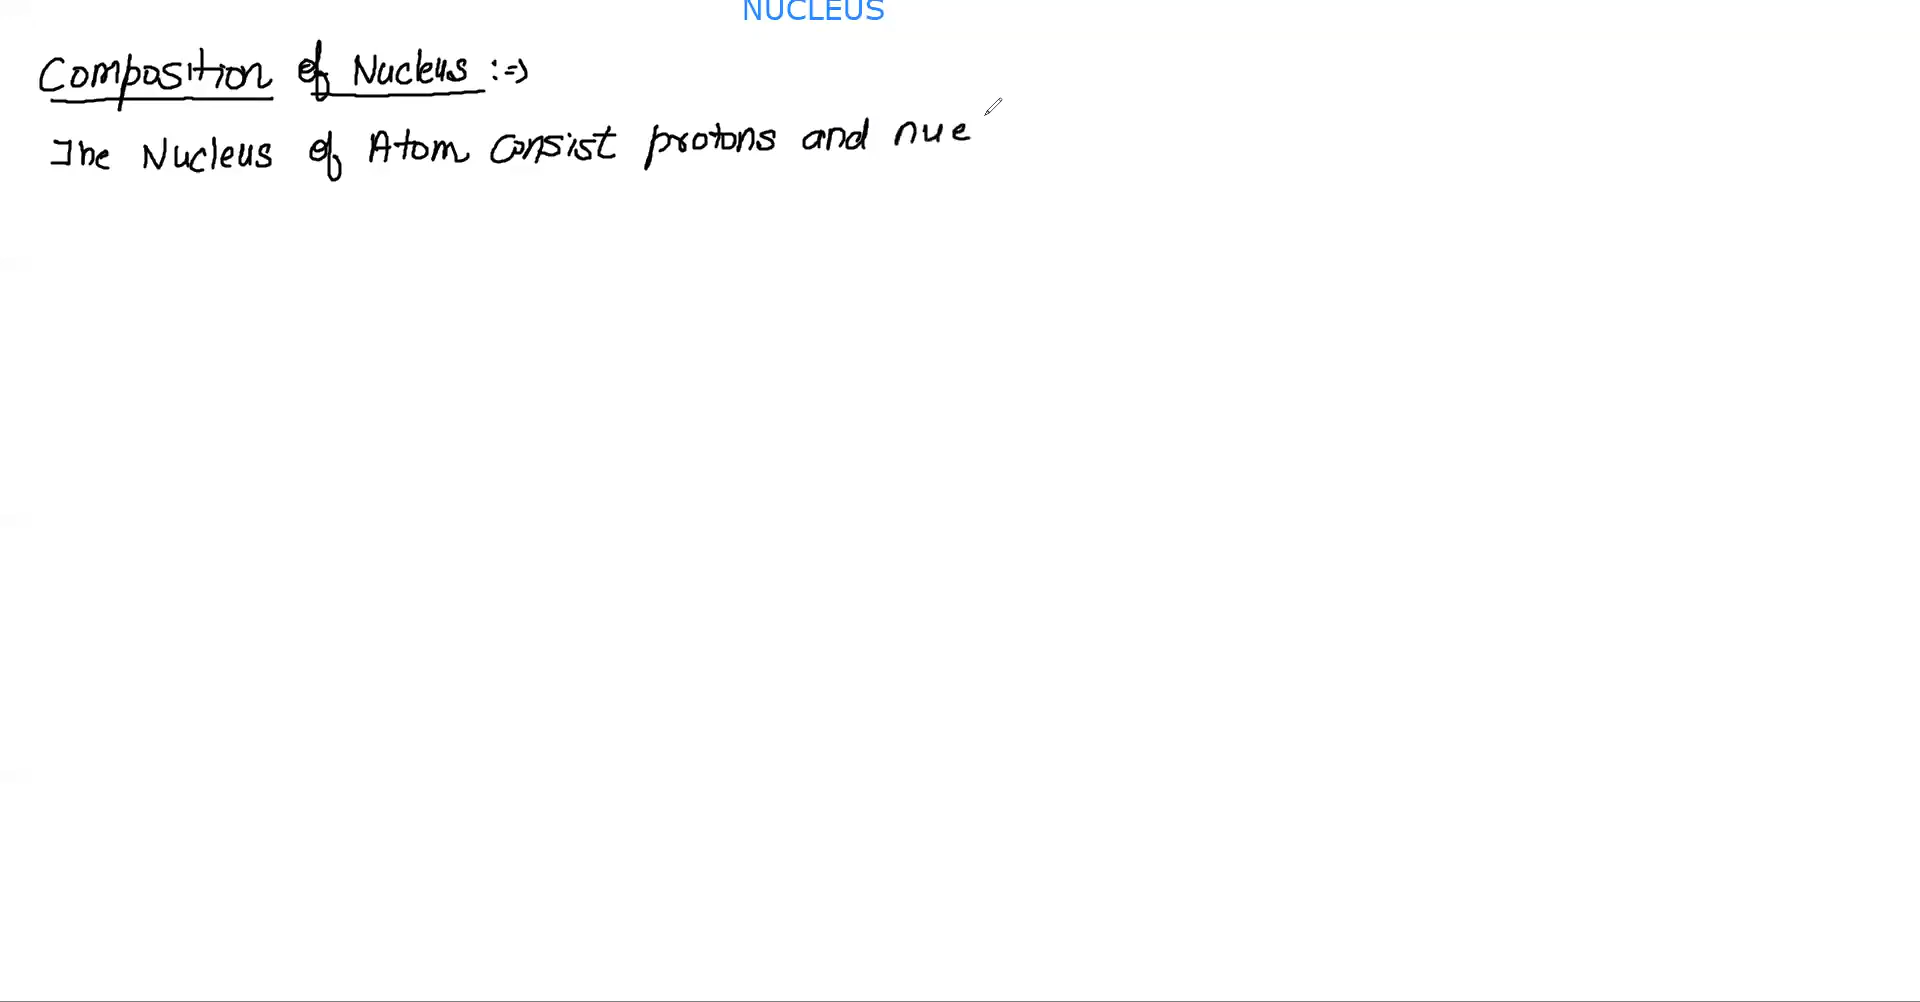 NUCLEUS
Composition of Nucleus :⇒
The Nucleus of Atom consist protons and nue